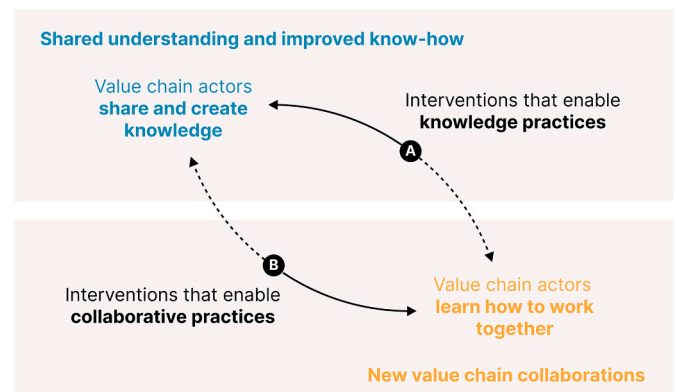 Shared understanding and improved know-how
Value chain actors
share and create
knowledge
Interventions that enable
knowledge practices
A
B
Interventions that enable
collaborative practices
Value chain actors
learn how to work
together
New value chain collaborations